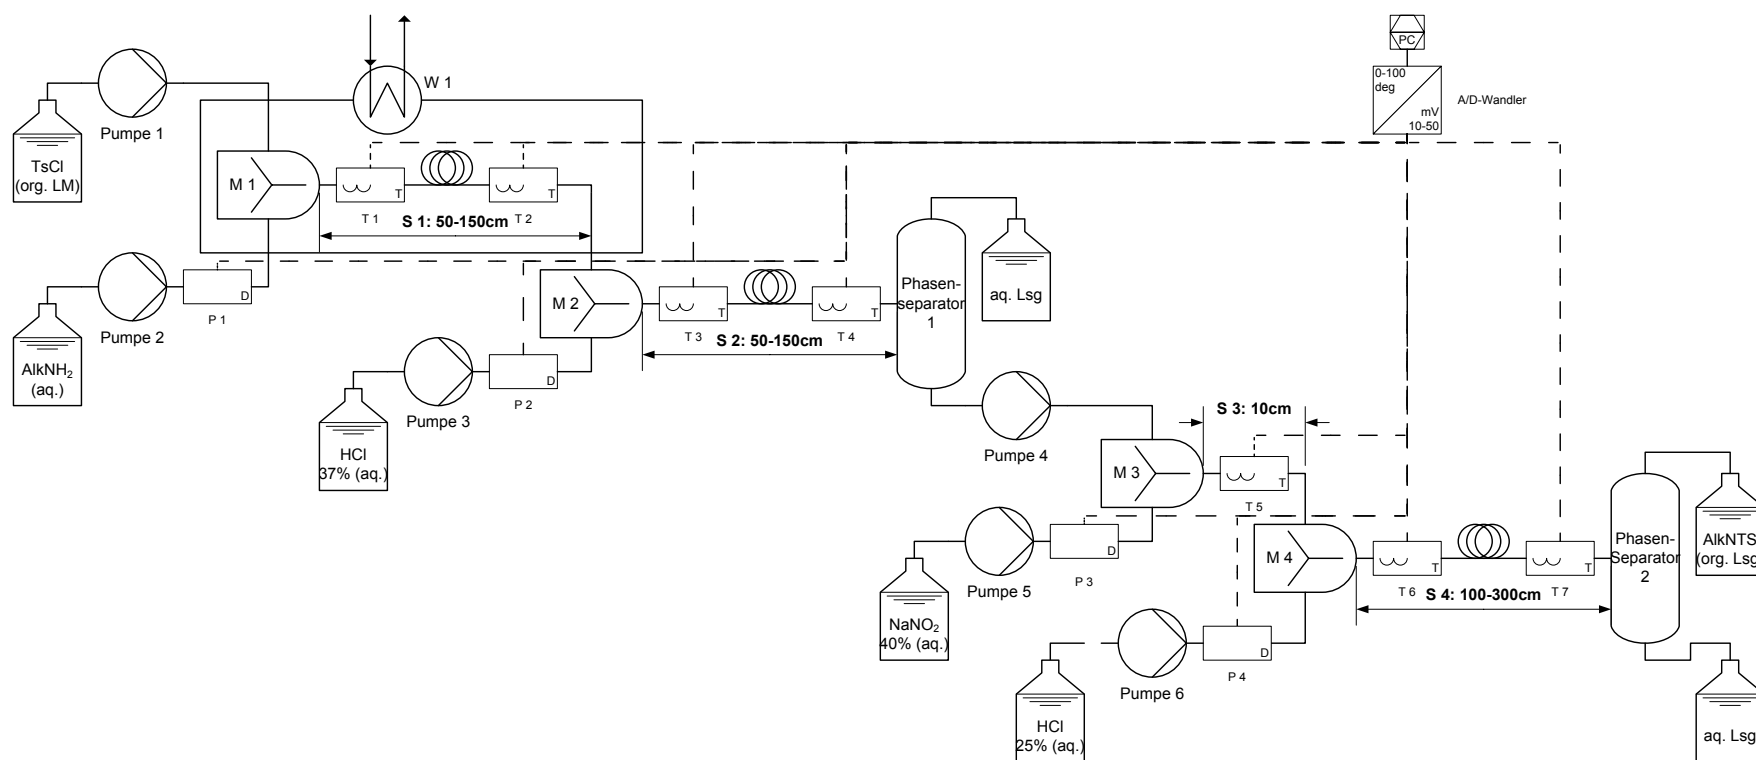 PC
0-100
deg
mV
10-50
A/D-Wandler
W 1
Pumpe 1
TsCl
(org. LM)
M 1
T
T 1
T
T 2
S 1: 50-150cm
Pumpe 2
D
P 1
AlkNH₂
(aq.)
M 2
T
T 3
T
T 4
S 2: 50-150cm
Phasen-
separator
1
aq. Lsg
Pumpe 3
D
P 2
HCl
37% (aq.)
Pumpe 4
S 3: 10cm
M 3
T
T 5
Pumpe 5
D
P 3
NaNO₂
40% (aq.)
M 4
T
T 6
T
T 7
S 4: 100-300cm
Phasen-
Separator
2
AlkNTS
(org. Lsg
Pumpe 6
D
P 4
HCl
25% (aq.)
aq. Lsg